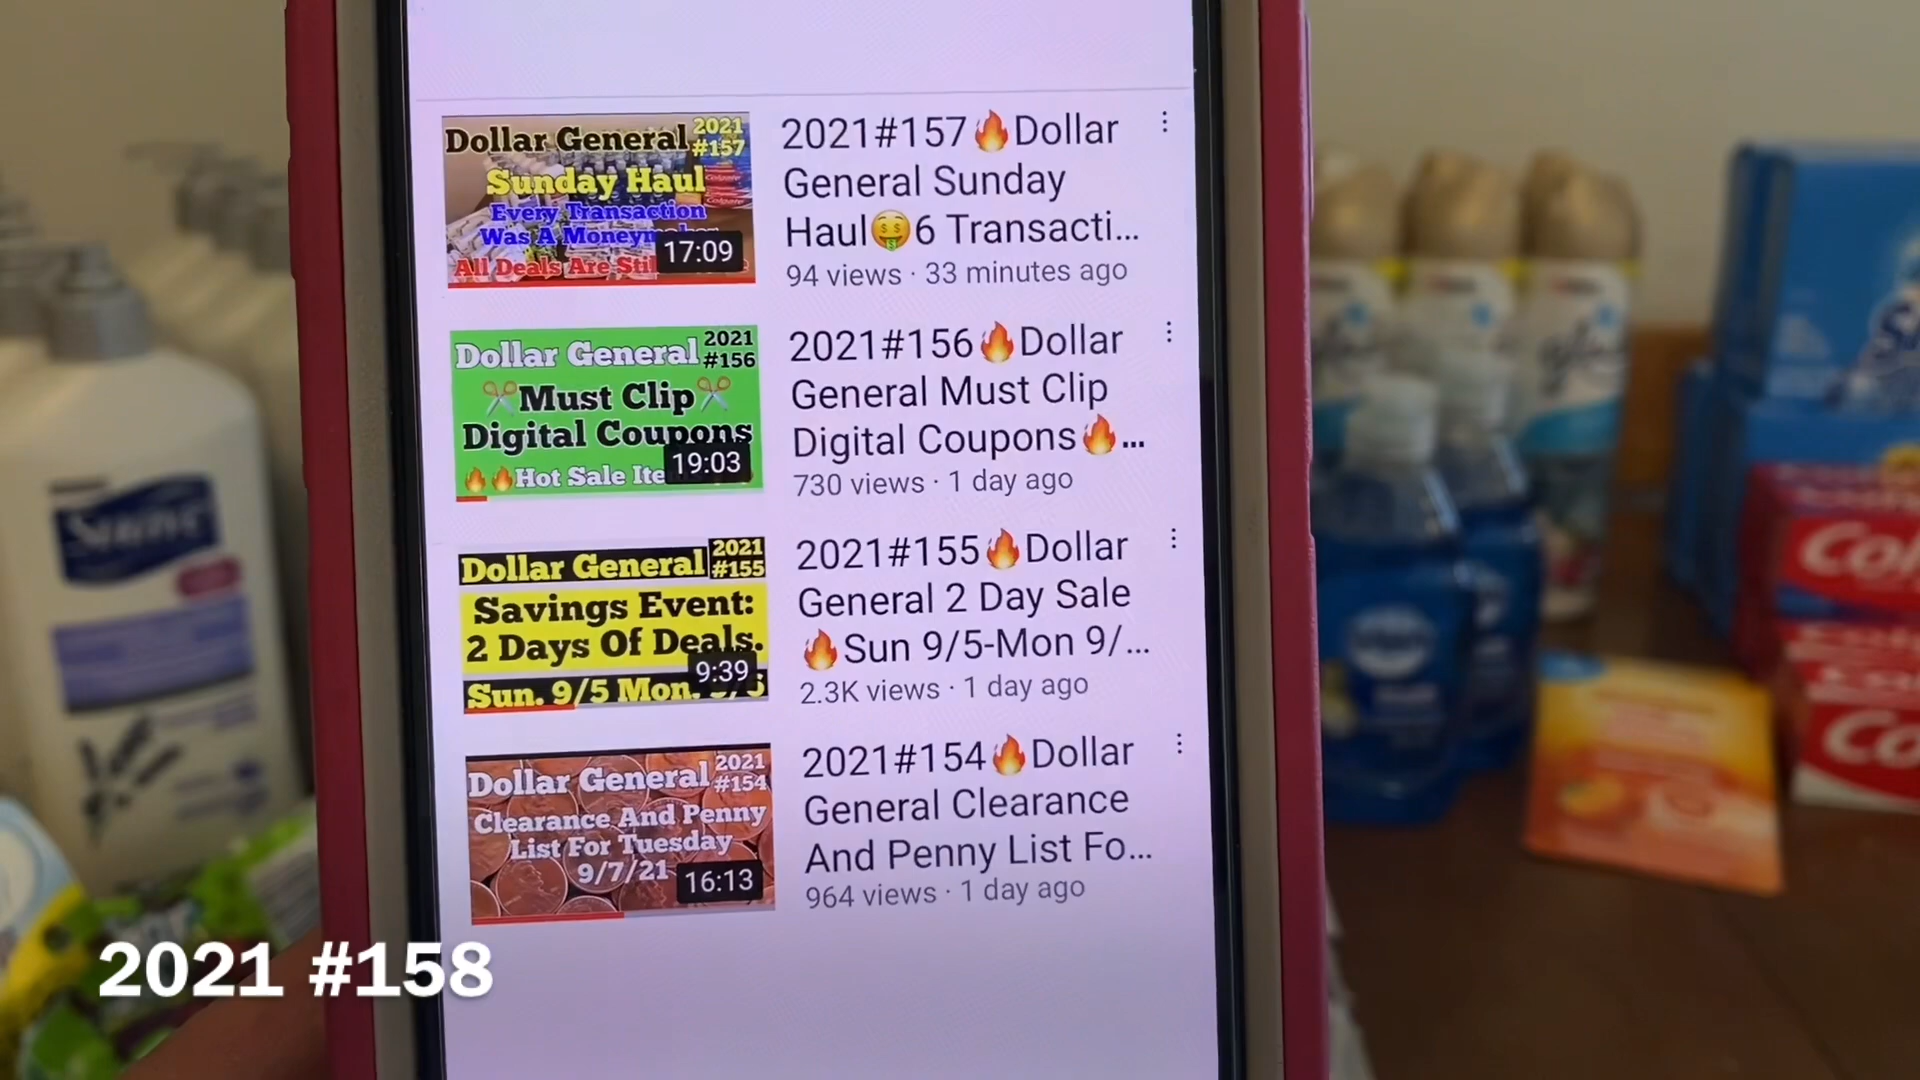 Dollar General 2021 #157
Sunday Haul
Every Transaction
Was A Moneym
All Deals Are Stil
17:09
2021#157🔥Dollar
General Sunday
Haul🤑6 Transacti...
94 views · 33 minutes ago
Dollar General 2021 #156
✂Must Clip✂
Digital Coupons
🔥🔥Hot Sale Ite
19:03
2021#156🔥Dollar
General Must Clip
Digital Coupons🔥...
730 views · 1 day ago
Dollar General 2021 #155
Savings Event:
2 Days Of Deals.
Sun. 9/5 Mon.
9:39
2021#155🔥Dollar
General 2 Day Sale
🔥Sun 9/5-Mon 9/...
2.3K views · 1 day ago
Dollar General 2021 #154
Clearance And Penny
List For Tuesday
9/7/21
16:13
2021#154🔥Dollar
General Clearance
And Penny List Fo...
964 views · 1 day ago
Suave
Col
Co
2021 #158